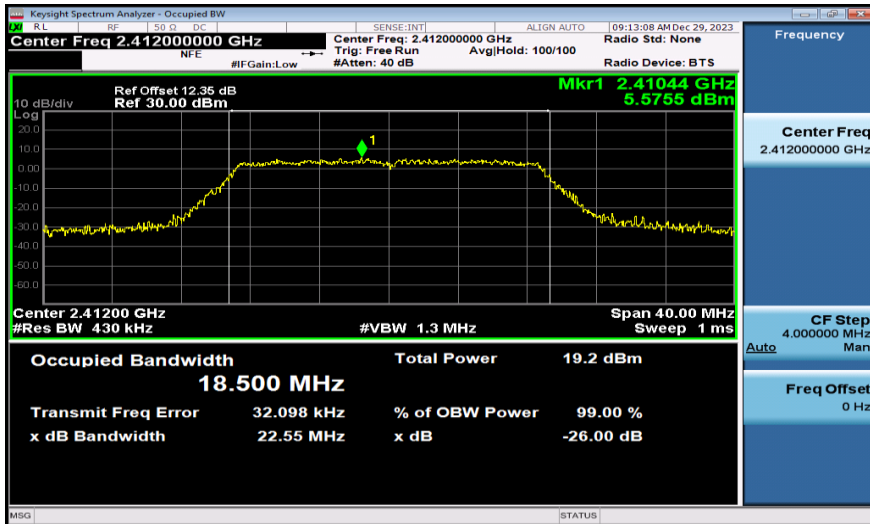 Keysight Spectrum Analyzer - Occupied BW
LXI RL RF 50 Ω DC SENSE:INT ALIGN AUTO 09:13:08 AM Dec 29, 2023
Center Freq 2.412000000 GHz Center Freq: 2.412000000 GHz Radio Std: None
NFE Trig: Free Run Avg|Hold: 100/100
#IFGain:Low #Atten: 40 dB Radio Device: BTS
Mkr1 2.41044 GHz
5.5755 dBm
Ref Offset 12.35 dB
10 dB/div Ref 30.00 dBm
Log
20.0
1
10.0
0.00
-10.0
-20.0
-30.0
-40.0
-50.0
-60.0
Center 2.41200 GHz Span 40.00 MHz
#Res BW 430 kHz #VBW 1.3 MHz Sweep 1 ms
Occupied Bandwidth Total Power 19.2 dBm
18.500 MHz
Transmit Freq Error 32.098 kHz % of OBW Power 99.00 %
x dB Bandwidth 22.55 MHz x dB -26.00 dB
MSG STATUS
Frequency
Center Freq
2.412000000 GHz
CF Step
4.000000 MHz
Auto Man
Freq Offset
0 Hz